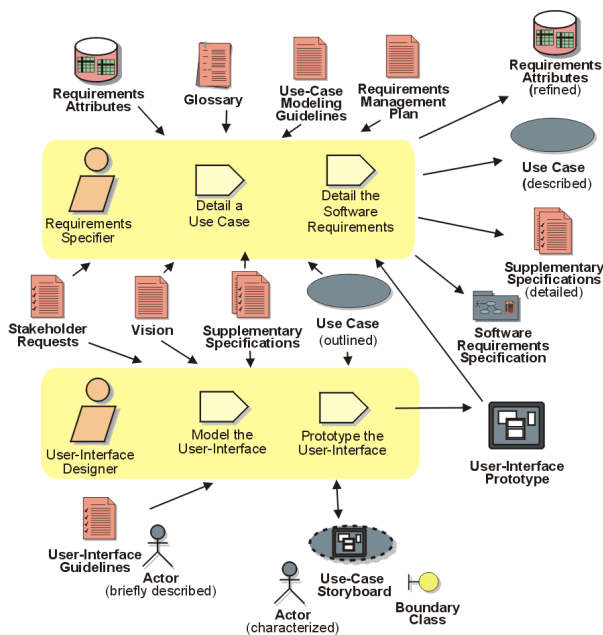 Requirements
Attributes
Glossary
Use-Case
Modeling
Guidelines
Requirements
Management
Plan
Requirements
Attributes
(refined)
Use Case
(described)
Requirements
Specifier
Detail a
Use Case
Detail the
Software
Requirements
Supplementary
Specifications
(detailed)
Stakeholder
Requests
Vision
Supplementary
Specifications
Use Case
(outlined)
Software
Requirements
Specification
User-Interface
Designer
Model the
User-Interface
Prototype the
User-Interface
User-Interface
Prototype
User-Interface
Guidelines
Actor
(briefly described)
Use-Case
Storyboard
Actor
(characterized)
Boundary
Class